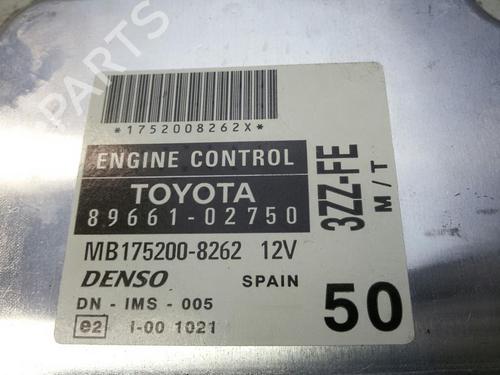 PARTS
*1752008262X*
ENGINE CONTROL
TOYOTA
89661-02750
3ZZ-FE
M/T
MB175200-8262 12V
DENSO SPAIN
DN - IMS - 005
50
e2 I-00 1021